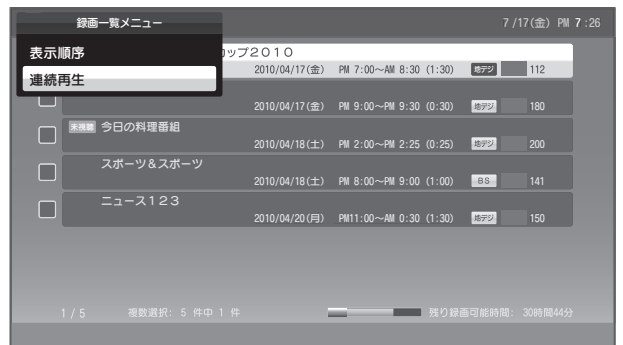 録画一覧メニュー
7/17(金) PM 7:26
表示順序
連続再生
ップ2010
2010/04/17(金) PM 7:00～AM 8:30 (1:30) 地デジ 112
2010/04/17(金) PM 9:00～PM 9:30 (0:30) 地デジ 180
未視聴 今日の料理番組
2010/04/18(土) PM 2:00～PM 2:25 (0:25) 地デジ 200
スポーツ&スポーツ
2010/04/18(土) PM 8:00～PM 9:00 (1:00) BS 141
ニュース123
2010/04/20(月) PM11:00～AM 0:30 (1:30) 地デジ 150
1/5 複数選択: 5 件中 1 件 残り録画可能時間: 30時間44分